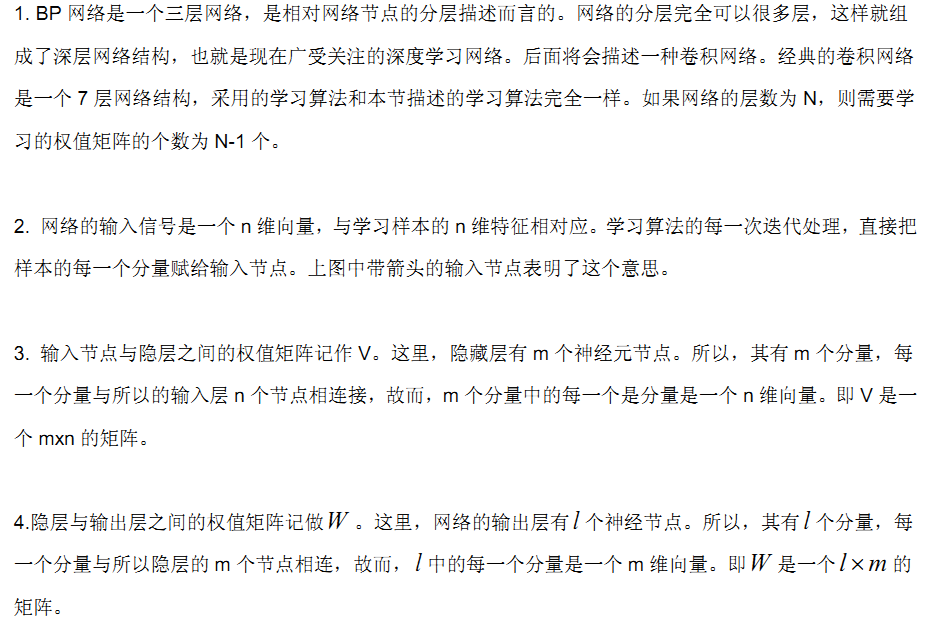 1. BP 网络是一个三层网络，是相对网络节点的分层描述而言的。网络的分层完全可以很多层，这样就组
成了深层网络结构，也就是现在广受关注的深度学习网络。后面将会描述一种卷积网络。经典的卷积网络
是一个 7 层网络结构，采用的学习算法和本节描述的学习算法完全一样。如果网络的层数为 N，则需要学
习的权值矩阵的个数为 N-1 个。
2. 网络的输入信号是一个 n 维向量，与学习样本的 n 维特征相对应。学习算法的每一次迭代处理，直接把
样本的每一个分量赋给输入节点。上图中带箭头的输入节点表明了这个意思。
3. 输入节点与隐层之间的权值矩阵记作 V。这里，隐藏层有 m 个神经元节点。所以，其有 m 个分量，每
一个分量与所以的输入层 n 个节点相连接，故而，m 个分量中的每一个是分量是一个 n 维向量。即 V 是一
个 mxn 的矩阵。
4.隐层与输出层之间的权值矩阵记做 W 。这里，网络的输出层有 l 个神经节点。所以，其有 l 个分量，每
一个分量与所以隐层的 m 个节点相连，故而， l 中的每一个分量是一个 m 维向量。即 W 是一个 l×m 的
矩阵。